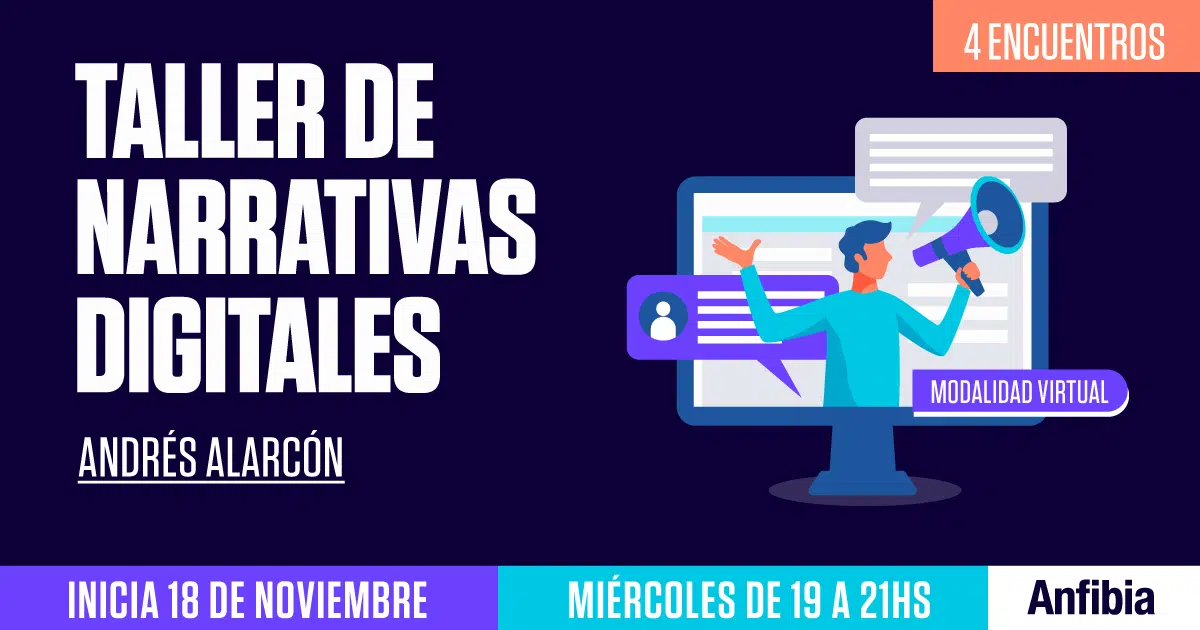 4 ENCUENTROS
TALLER DE
NARRATIVAS
DIGITALES
ANDRÉS ALARCÓN
MODALIDAD VIRTUAL
INICIA 18 DE NOVIEMBRE
MIÉRCOLES DE 19 A 21HS
Anfibia